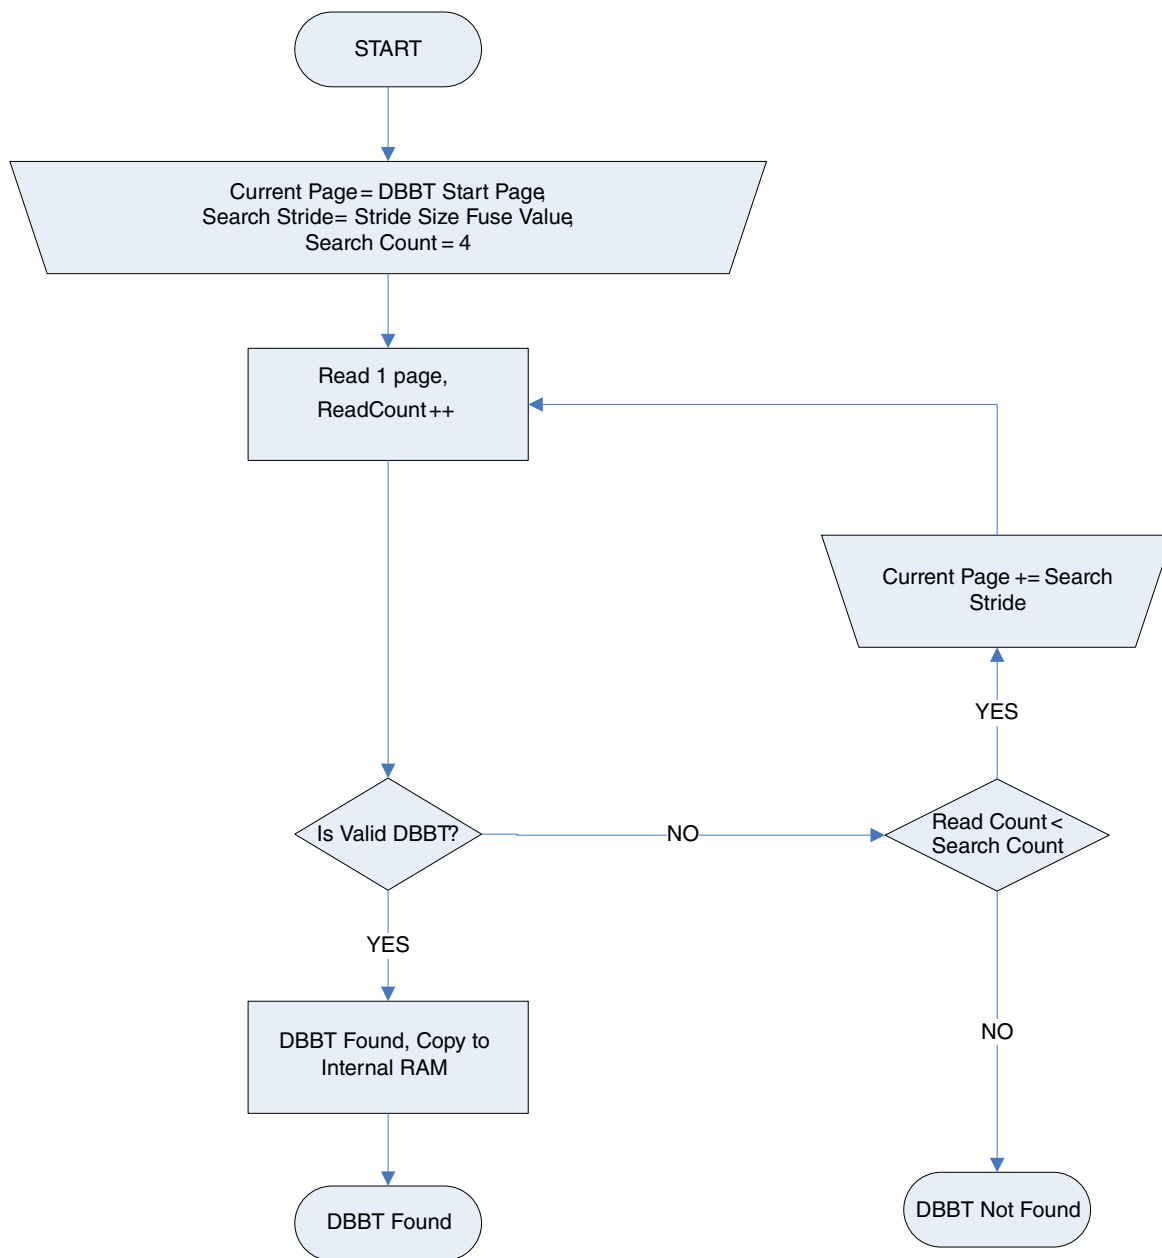 START
Current Page= DBBT Start Page,
Search Stride= Stride Size Fuse Value,
Search Count = 4
Read 1 page,
ReadCount++
Current Page += Search
Stride
YES
Is Valid DBBT?
NO
Read Count <
Search Count
YES
DBBT Found, Copy to
Internal RAM
NO
DBBT Found
DBBT Not Found